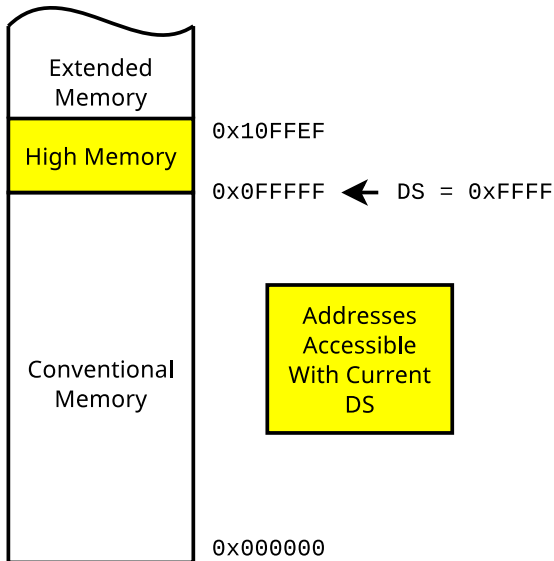 Extended
Memory
0x10FFEF
High Memory
0x0FFFFF
DS = 0xFFFF
Addresses
Accessible
With Current
DS
Conventional
Memory
0x000000